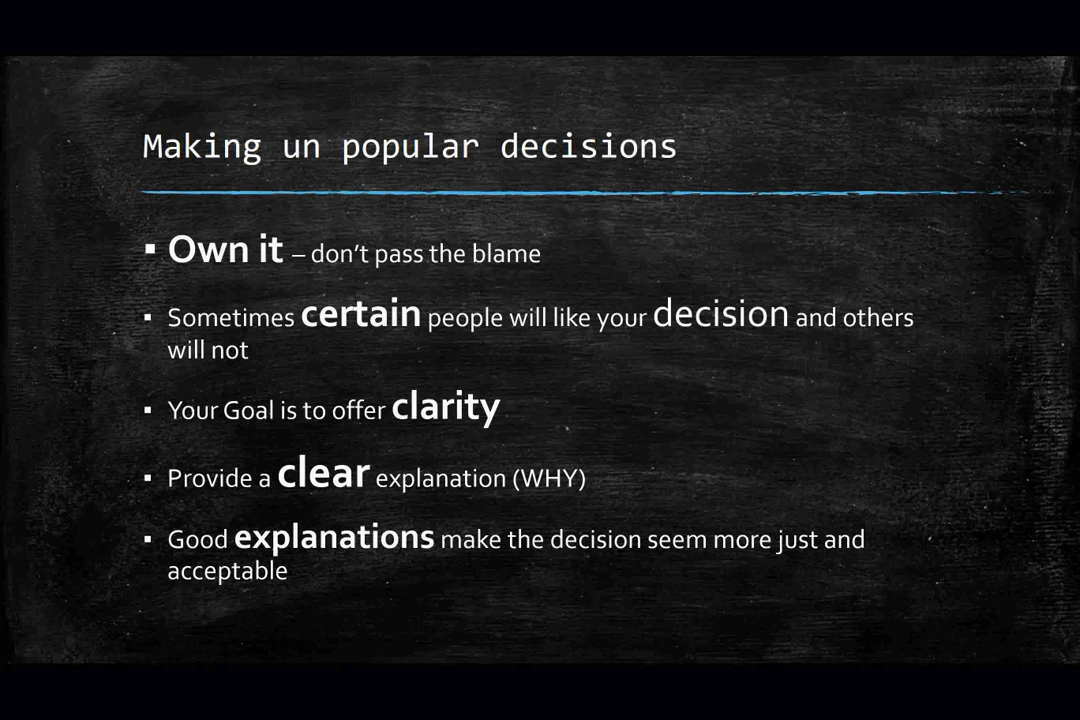 Making un popular decisions
▪ Own it – don’t pass the blame
▪ Sometimes certain people will like your decision and others
will not
▪ Your Goal is to offer clarity
▪ Provide a clear explanation (WHY)
▪ Good explanations make the decision seem more just and
acceptable